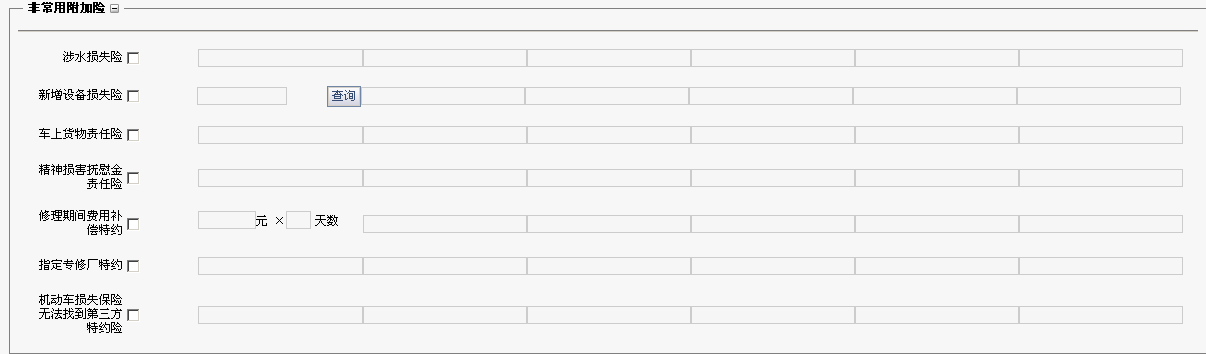 非常用附加险
涉水损失险
新增设备损失险 查询
车上货物责任险
精神损害抚慰金
责任险
修理期间费用补
偿特约 元 × 天数
指定专修厂特约
机动车损失保险
无法找到第三方
特约险